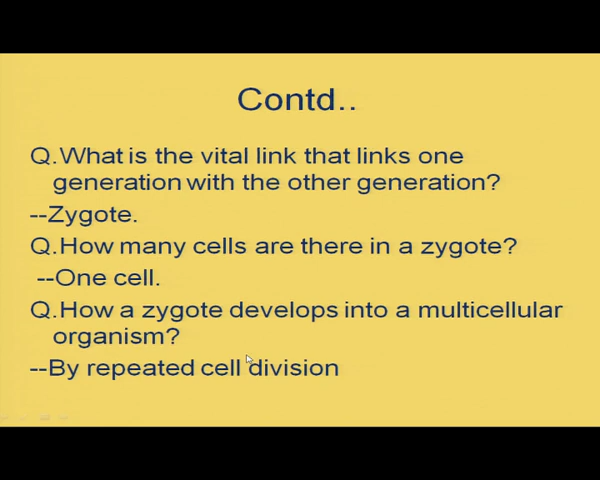 Contd..
Q.What is the vital link that links one
generation with the other generation?
--Zygote.
Q.How many cells are there in a zygote?
--One cell.
Q.How a zygote develops into a multicellular
organism?
--By repeated cell division